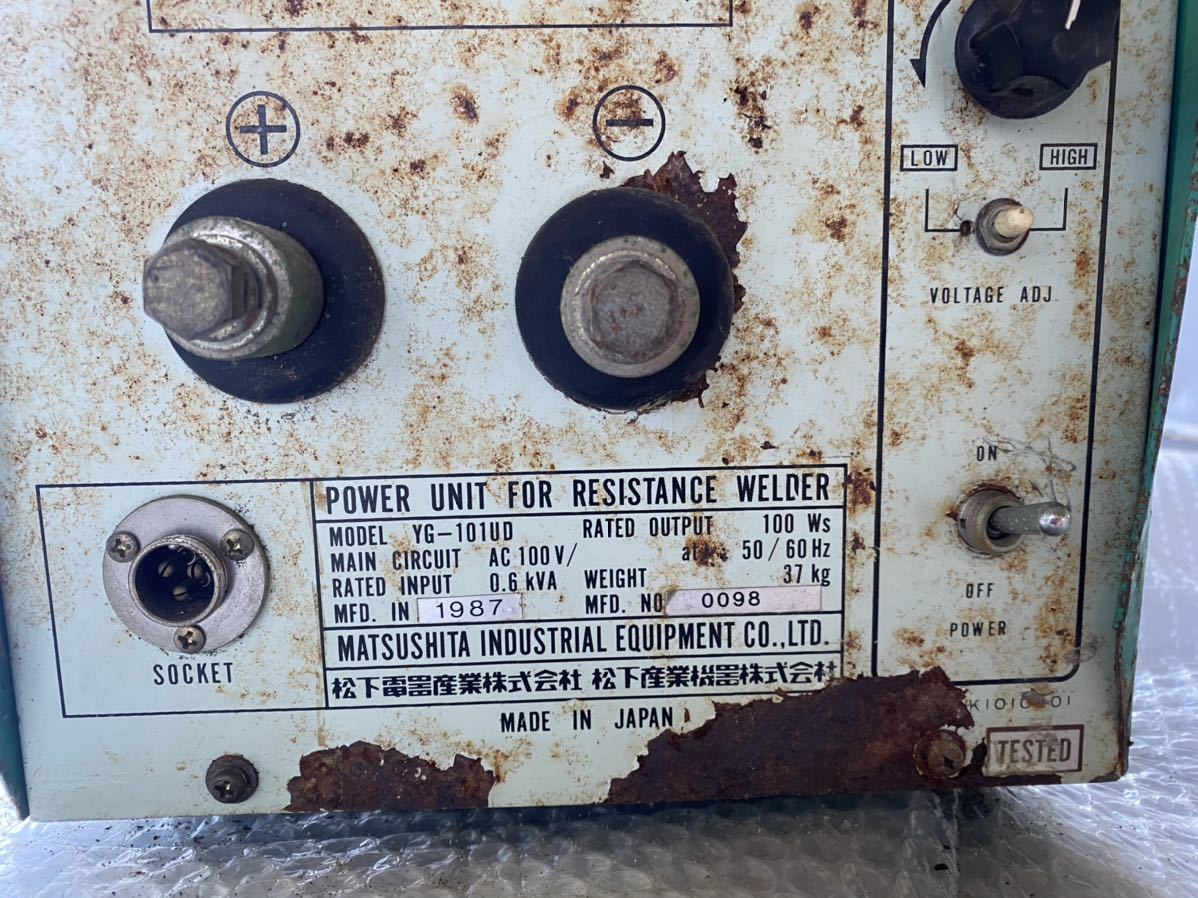 +
−
LOW HIGH
VOLTAGE ADJ.
ON
OFF
POWER
SOCKET
POWER UNIT FOR RESISTANCE WELDER
MODEL YG-101UD RATED OUTPUT 100 Ws
MAIN CIRCUIT AC 100 V/ 50/60 Hz
RATED INPUT 0.6 kVA WEIGHT 37 kg
MFD. IN 1987 MFD. NO 0098
MATSUSHITA INDUSTRIAL EQUIPMENT CO.,LTD.
松下電器産業株式会社 松下産業機器株式会社
MADE IN JAPAN
TESTED